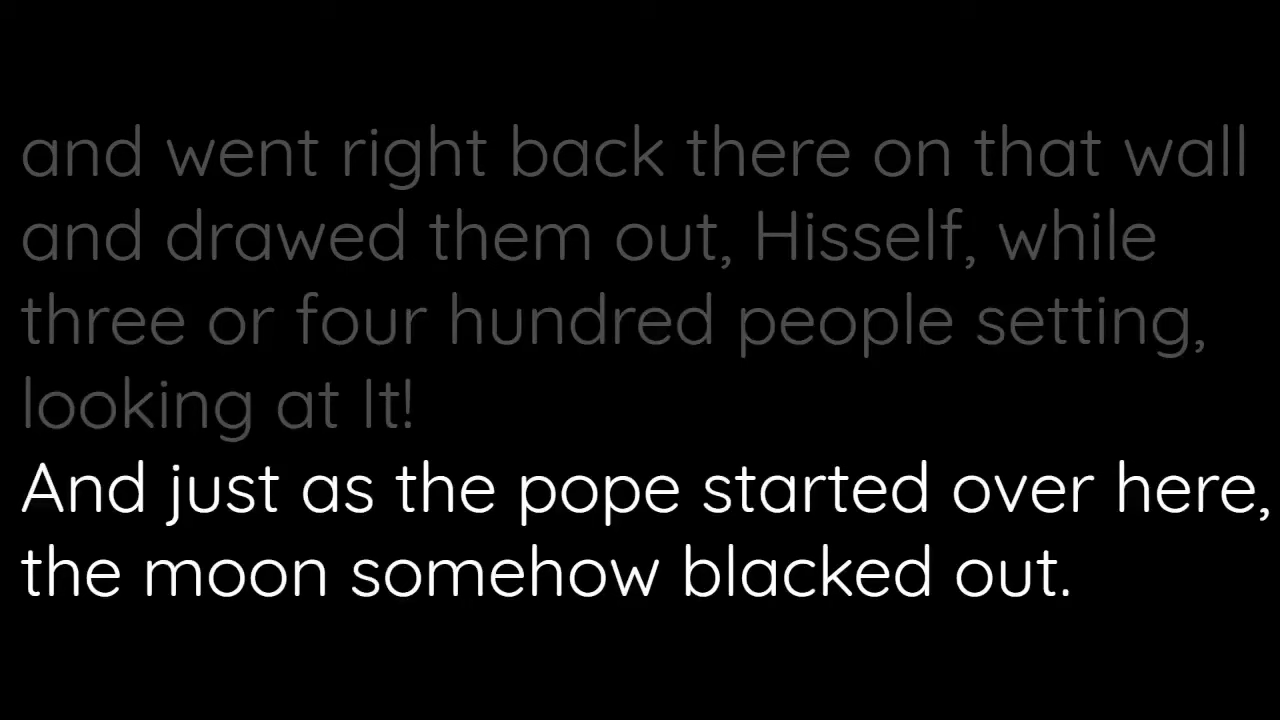 and went right back there on that wall
and drawed them out, Hisself, while
three or four hundred people setting,
looking at It!
And just as the pope started over here,
the moon somehow blacked out.